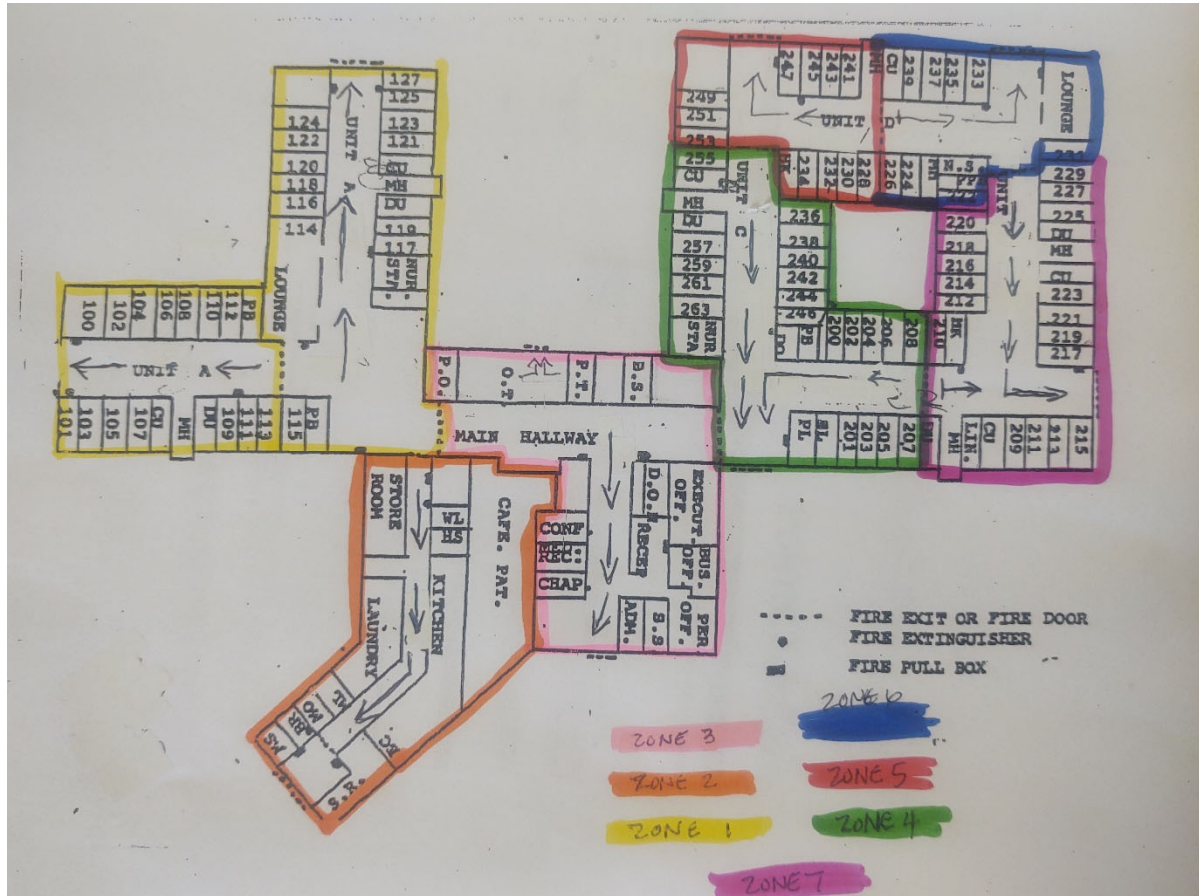 127
125
124
123
122
121
120
118
MH
116
DU
114
119
117
NUR.
STN.
UNIT A
LOUNGE
100
102
104
106
108
110
112
PB
UNIT A
101
103
105
107
CU
MH
DU
109
111
113
115
PB
247
245
243
241
MH
CU
239
237
235
233
LOUNGE
249
251
253
UNIT D
HK
234
232
230
228
226
224
MH
N.S.
255
CU
MH
DU
257
259
261
263
NUR
STA
UNIT
C
236
238
240
242
244
246
PB
200
202
204
206
208
PL
201
203
205
207
UNIT
229
227
225
DU
MH
CU
223
221
219
217
220
218
216
214
212
210
HK
MH
LIN.
CU
209
211
213
215
P.O.
O.T.
P.T.
B.S.
MAIN HALLWAY
D.O.N
EXECUT.
OFF.
RECEP
BUS.
OFF.
CONF
REC:
CHAP.
ADM.
S.S
PER
OFF.
STORE
ROOM
WL
HS
CAFE. PAT.
KITCHEN
LAUNDRY
MO
BR
MS
S.R.
FIRE EXIT OR FIRE DOOR
FIRE EXTINGUISHER
FIRE PULL BOX
ZONE 6
ZONE 3
ZONE 5
ZONE 2
ZONE 4
ZONE 1
ZONE 7